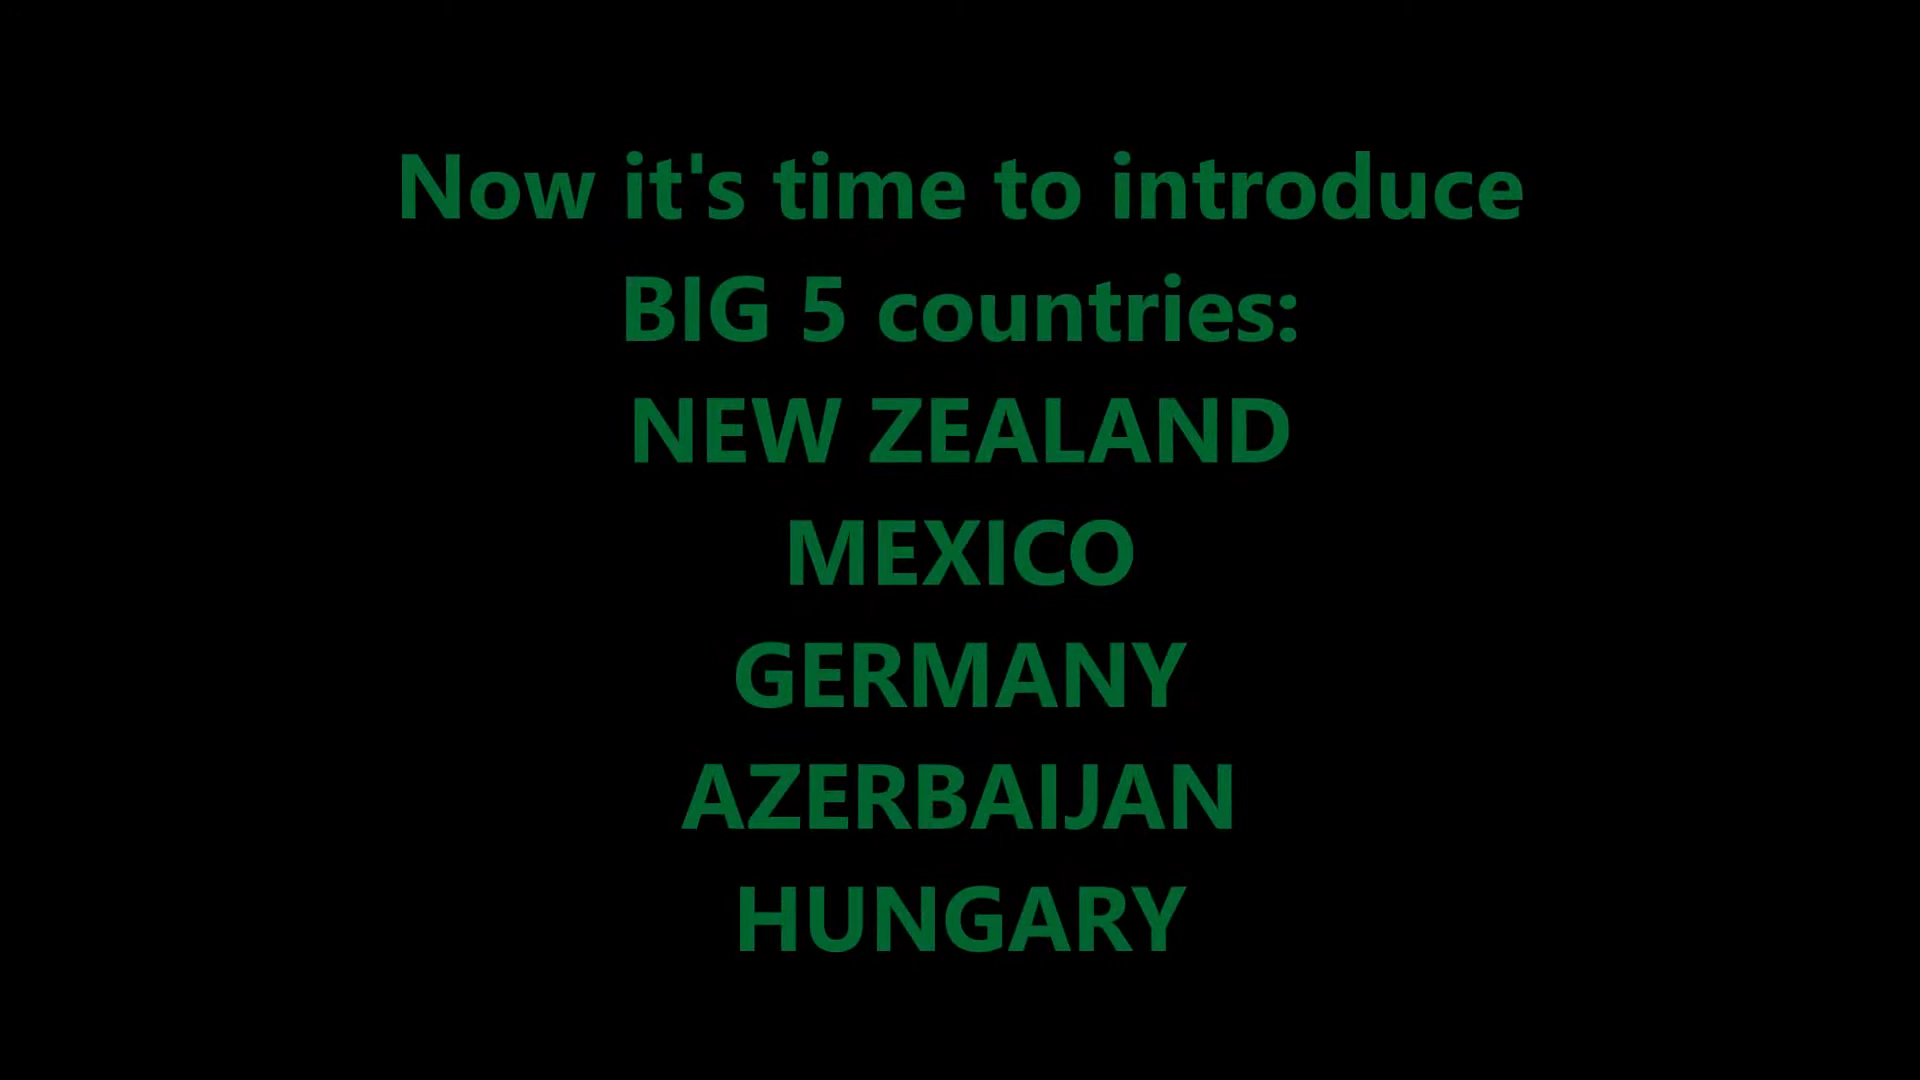 Now it's time to introduce
BIG 5 countries:
NEW ZEALAND
MEXICO
GERMANY
AZERBAIJAN
HUNGARY